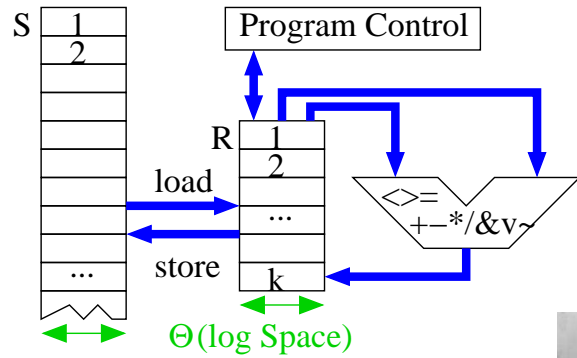 S
1
2
...
Program Control
R
1
2
...
k
load
store
<>=
+−*/&v~
Θ(log Space)